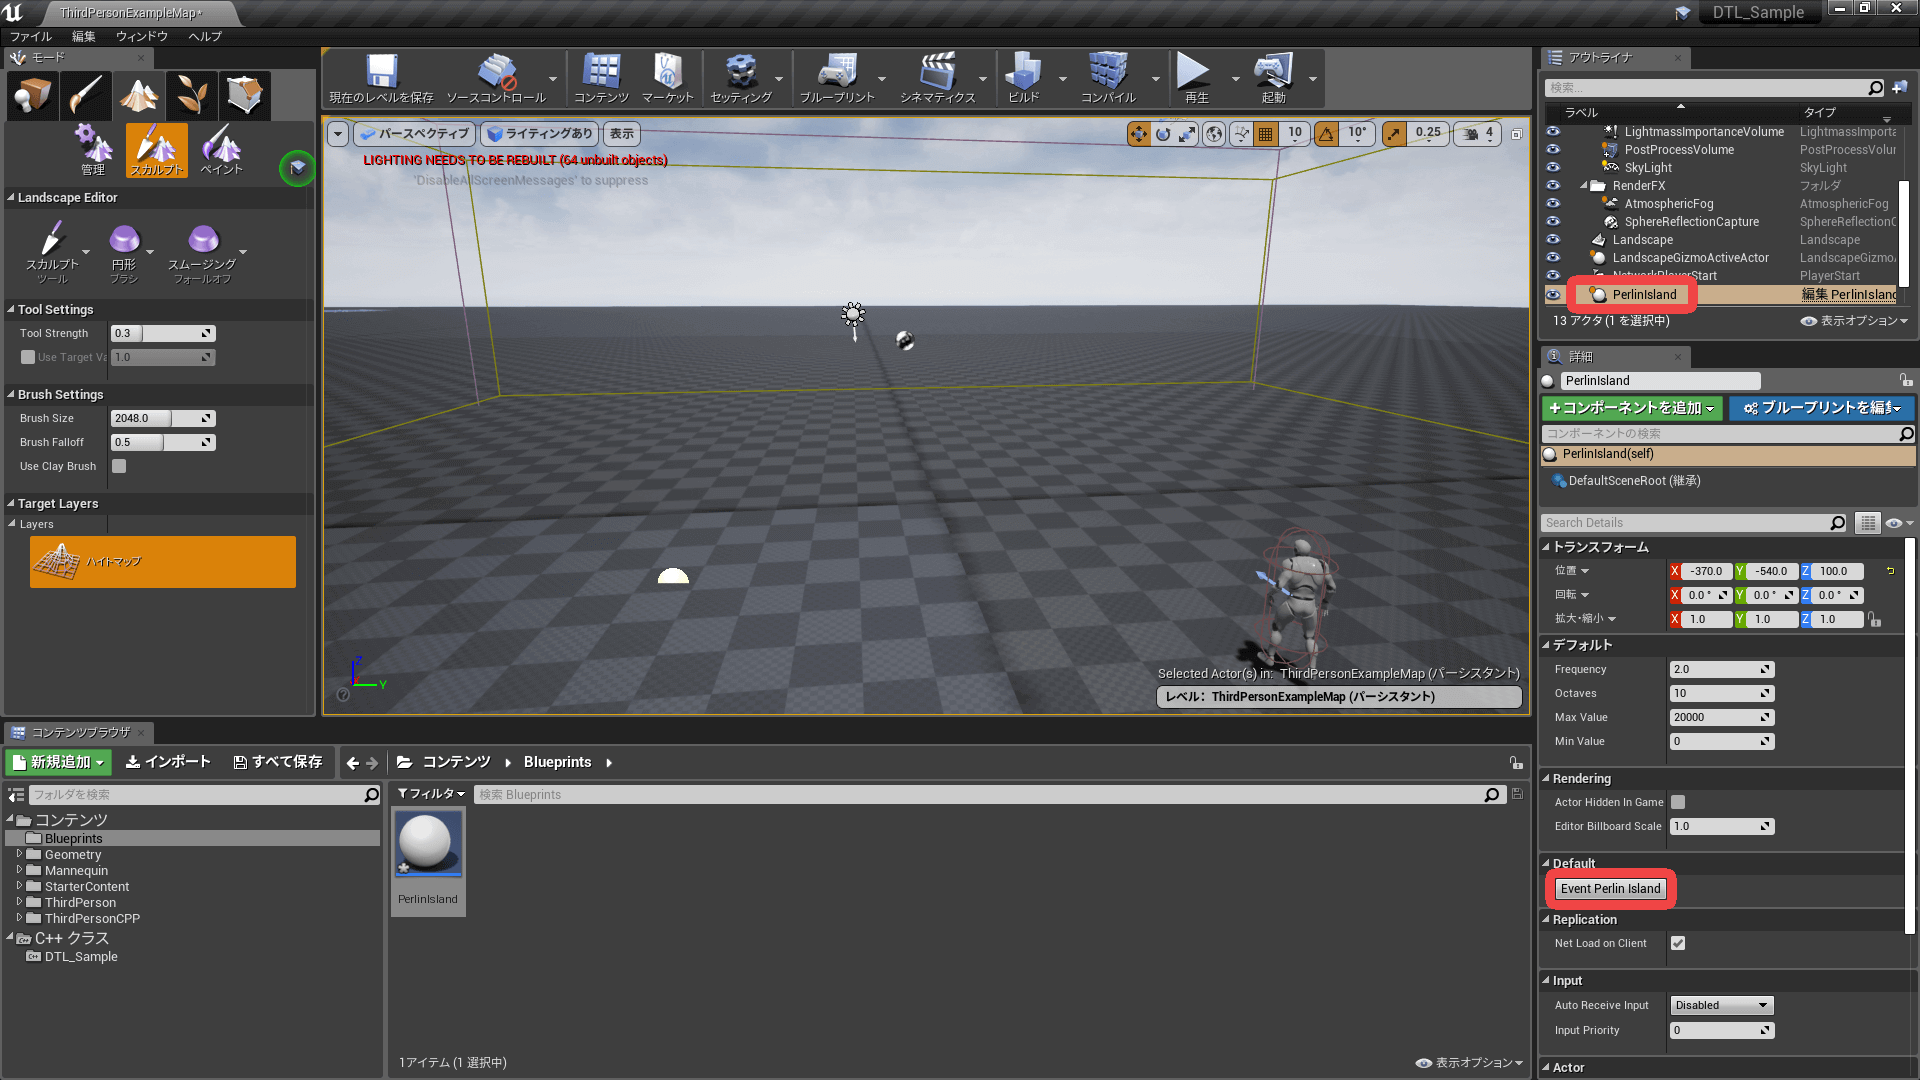 ThirdPersonExampleMap*
DTL_Sample
ファイル 編集 ウィンドウ ヘルプ
モード
現在のレベルを保存 ソースコントロール コンテンツ マーケット セッティング ブループリント シネマティクス ビルド コンパイル 再生 起動
管理 スカルプト ペイント
Landscape Editor
スカルプト 円形 スムージング
ツール ブラシ フォールオフ
Tool Settings
Tool Strength 0.3
Use Target Va 1.0
Brush Settings
Brush Size 2048.0
Brush Falloff 0.5
Use Clay Brush
Target Layers
Layers
ハイトマップ
パースペクティブ ライティングあり 表示
10 10° 0.25 4
LIGHTING NEEDS TO BE REBUILT (64 unbuilt objects)
'DisableAllScreenMessages' to suppress
Z
Y
Selected Actor(s) in: ThirdPersonExampleMap (パーシスタント)
レベル: ThirdPersonExampleMap (パーシスタント)
アウトライナ
検索...
ラベル タイプ
LightmassImportanceVolume LightmassImporta
PostProcessVolume PostProcessVolur
SkyLight SkyLight
RenderFX フォルダ
AtmosphericFog AtmosphericFog
SphereReflectionCapture SphereReflectionC
Landscape Landscape
LandscapeGizmoActiveActor LandscapeGizmo
NetworkPlayerStart PlayerStart
PerlinIsland 編集 PerlinIsland
13 アクタ (1 を選択中) 表示オプション
詳細
PerlinIsland
+コンポーネントを追加 ブループリントを編集
コンポーネントの検索
PerlinIsland(self)
DefaultSceneRoot (継承)
Search Details
トランスフォーム
位置 X -370.0 Y -540.0 Z 100.0
回転 X 0.0 ° Y 0.0 ° Z 0.0 °
拡大・縮小 X 1.0 Y 1.0 Z 1.0
デフォルト
Frequency 2.0
Octaves 10
Max Value 20000
Min Value 0
Rendering
Actor Hidden In Game
Editor Billboard Scale 1.0
Default
Event Perlin Island
Replication
Net Load on Client
Input
Auto Receive Input Disabled
Input Priority 0
Actor
コンテンツブラウザ
新規追加 インポート すべて保存 コンテンツ Blueprints
フォルダを検索
フィルタ 検索 Blueprints
コンテンツ
Blueprints
Geometry
Mannequin
StarterContent
ThirdPerson
ThirdPersonCPP
C++ クラス
DTL_Sample
PerlinIsland
1アイテム (1 選択中) 表示オプション